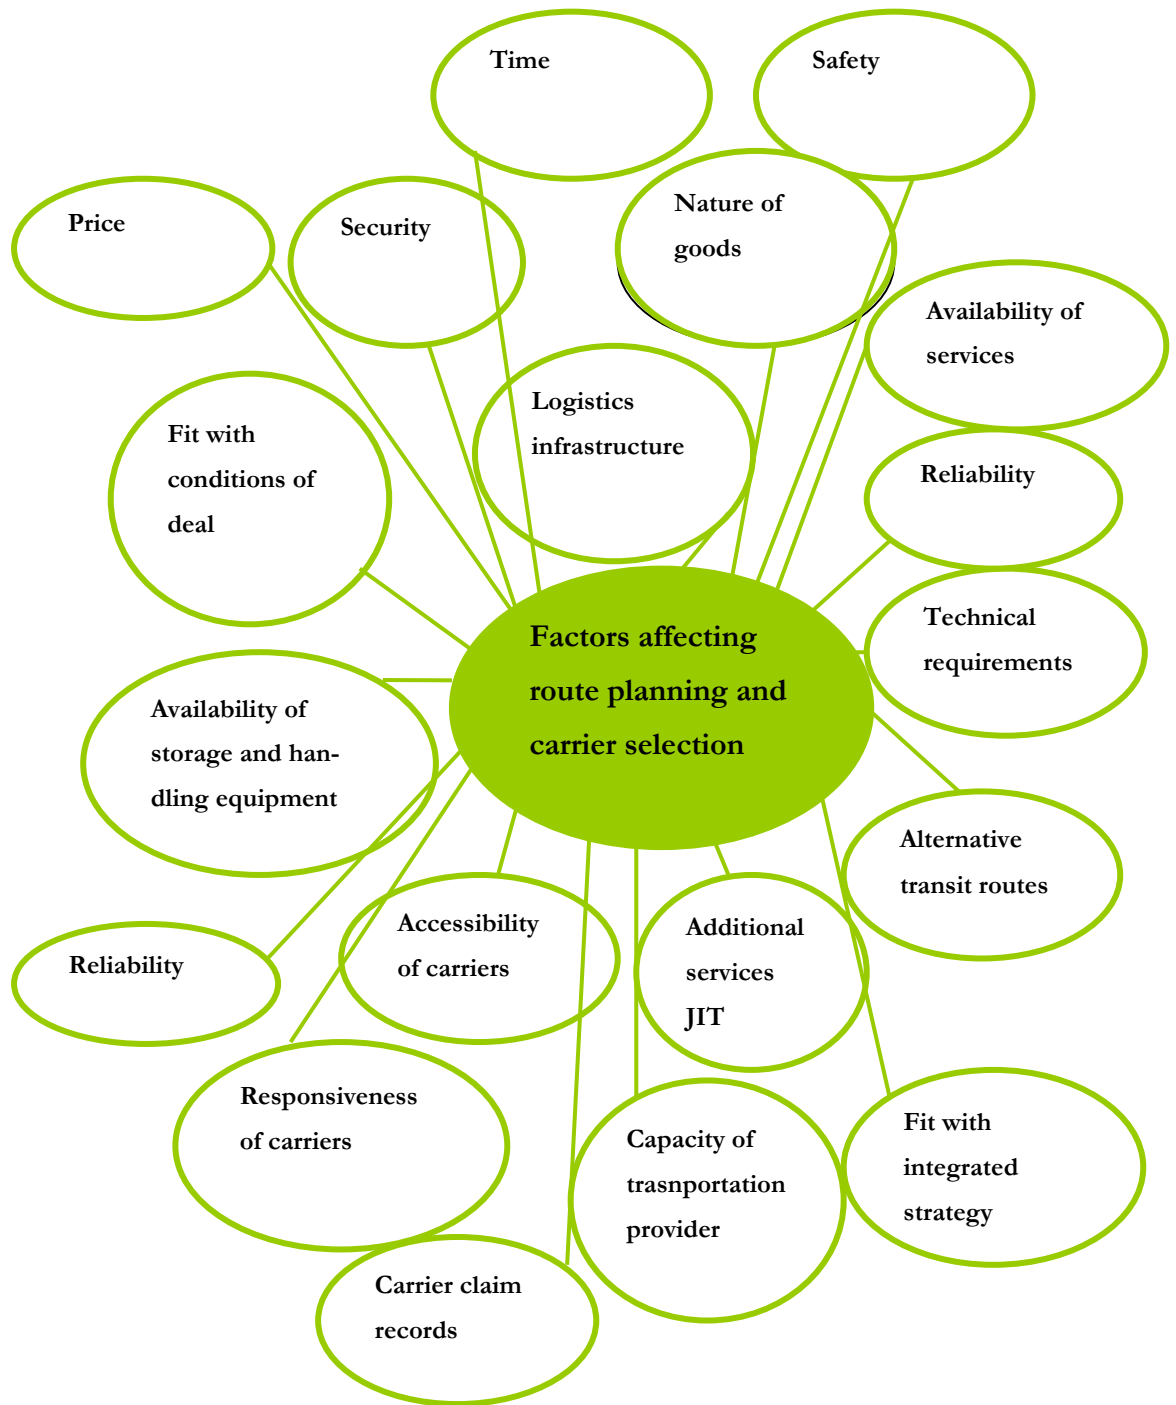 Time
Safety
Price
Security
Nature of
goods
Availability of
services
Logistics
infrastructure
Fit with
conditions of
deal
Reliability
Technical
requirements
Factors affecting
route planning and
carrier selection
Availability of
storage and han-
dling equipment
Alternative
transit routes
Reliability
Accessibility
of carriers
Additional
services
JIT
Responsiveness
of carriers
Capacity of
trasnportation
provider
Fit with
integrated
strategy
Carrier claim
records